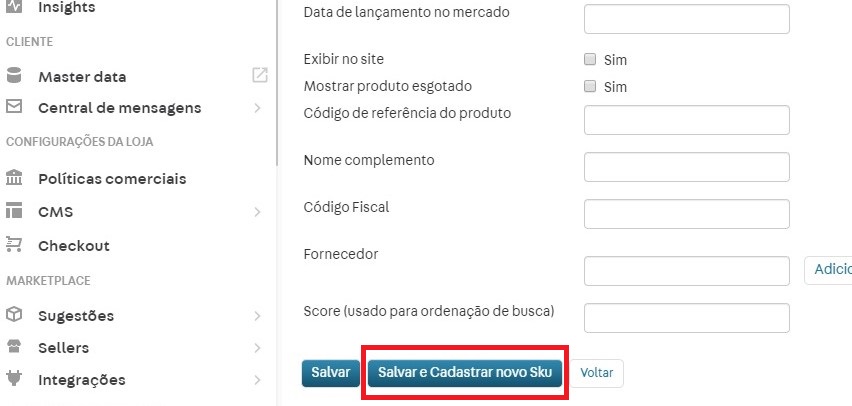 Insights
CLIENTE
Master data
Central de mensagens
CONFIGURAÇÕES DA LOJA
Políticas comerciais
CMS
Checkout
MARKETPLACE
Sugestões
Sellers
Integrações
Data de lançamento no mercado
Exibir no site
Sim
Mostrar produto esgotado
Sim
Código de referência do produto
Nome complemento
Código Fiscal
Fornecedor
Adicio
Score (usado para ordenação de busca)
Salvar
Salvar e Cadastrar novo Sku
Voltar